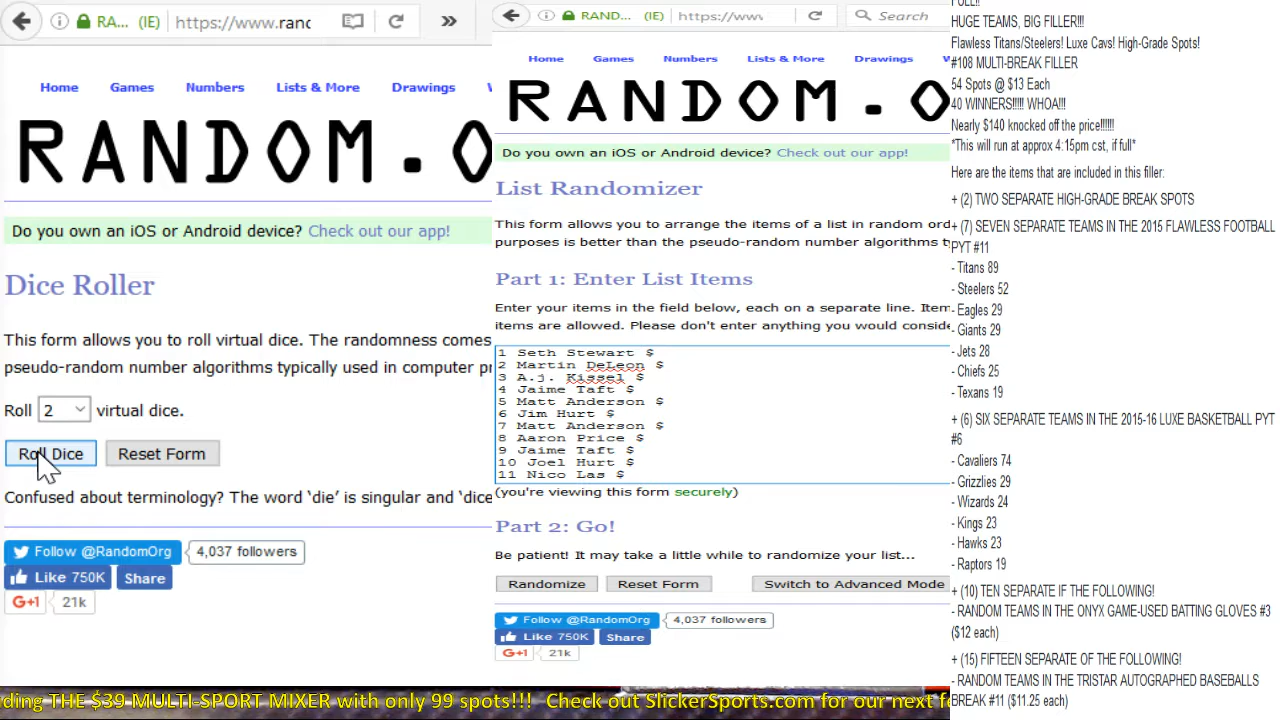 RA... (IE) https://www.ranc
Home Games Numbers Lists & More Drawings
RANDOM.O
Do you own an iOS or Android device? Check out our app!
Dice Roller
This form allows you to roll virtual dice. The randomness comes
pseudo-random number algorithms typically used in computer pr
Roll 2 virtual dice.
Roll Dice Reset Form
Confused about terminology? The word ‘die’ is singular and ‘dice
Follow @RandomOrg 4,037 followers
Like 750K Share
G+1 21k
RAND... (IE) https://www Search
Home Games Numbers Lists & More Drawings
RANDOM.O
Do you own an iOS or Android device? Check out our app!
List Randomizer
This form allows you to arrange the items of a list in random ord
purposes is better than the pseudo-random number algorithms t
Part 1: Enter List Items
Enter your items in the field below, each on a separate line. Item
items are allowed. Please don't enter anything you would conside
1 Seth Stewart $
2 Martin DeLeon $
3 A.j. Kissel $
4 Jaime Taft $
5 Matt Anderson $
6 Jim Hurt $
7 Matt Anderson $
8 Aaron Price $
9 Jaime Taft $
10 Joel Hurt $
11 Nico Las $
(you're viewing this form securely)
Part 2: Go!
Be patient! It may take a little while to randomize your list...
Randomize Reset Form Switch to Advanced Mode
Follow @RandomOrg 4,037 followers
Like 750K Share
G+1 21k
FULL!!
HUGE TEAMS, BIG FILLER!!!
Flawless Titans/Steelers! Luxe Cavs! High-Grade Spots!
#108 MULTI-BREAK FILLER
54 Spots @ $13 Each
40 WINNERS!!!!! WHOA!!!
Nearly $140 knocked off the price!!!!!!
*This will run at approx 4:15pm cst, if full*
Here are the items that are included in this filler:
+ (2) TWO SEPARATE HIGH-GRADE BREAK SPOTS
+ (7) SEVEN SEPARATE TEAMS IN THE 2015 FLAWLESS FOOTBALL
PYT #11
- Titans 89
- Steelers 52
- Eagles 29
- Giants 29
- Jets 28
- Chiefs 25
- Texans 19
+ (6) SIX SEPARATE TEAMS IN THE 2015-16 LUXE BASKETBALL PYT
#6
- Cavaliers 74
- Grizzlies 29
- Wizards 24
- Kings 23
- Hawks 23
- Raptors 19
+ (10) TEN SEPARATE IF THE FOLLOWING!
- RANDOM TEAMS IN THE ONYX GAME-USED BATTING GLOVES #3
($12 each)
+ (15) FIFTEEN SEPARATE OF THE FOLLOWING!
- RANDOM TEAMS IN THE TRISTAR AUTOGRAPHED BASEBALLS
BREAK #11 ($11.25 each)
ding THE $39 MULTI-SPORT MIXER with only 99 spots!!! Check out SlickerSports.com for our next fe